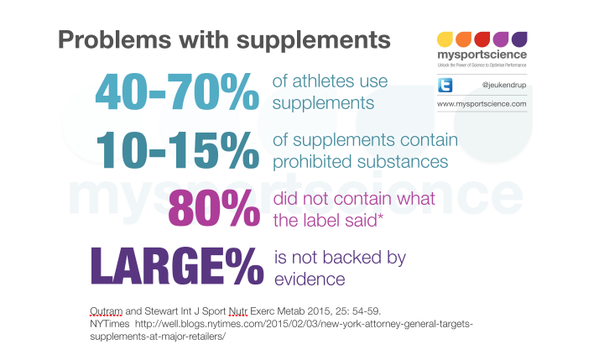 Problems with supplements
mysportscience
Unlock the Power of Science to Optimize Performance
@jeukendrup
www.mysportscience.com
40-70% of athletes use
supplements
10-15% of supplements contain
prohibited substances
80% did not contain what
the label said*
LARGE% is not backed by
evidence
mysportscience
Outram and Stewart Int J Sport Nutr Exerc Metab 2015, 25: 54-59.
NYTimes http://well.blogs.nytimes.com/2015/02/03/new-york-attorney-general-targets-
supplements-at-major-retailers/